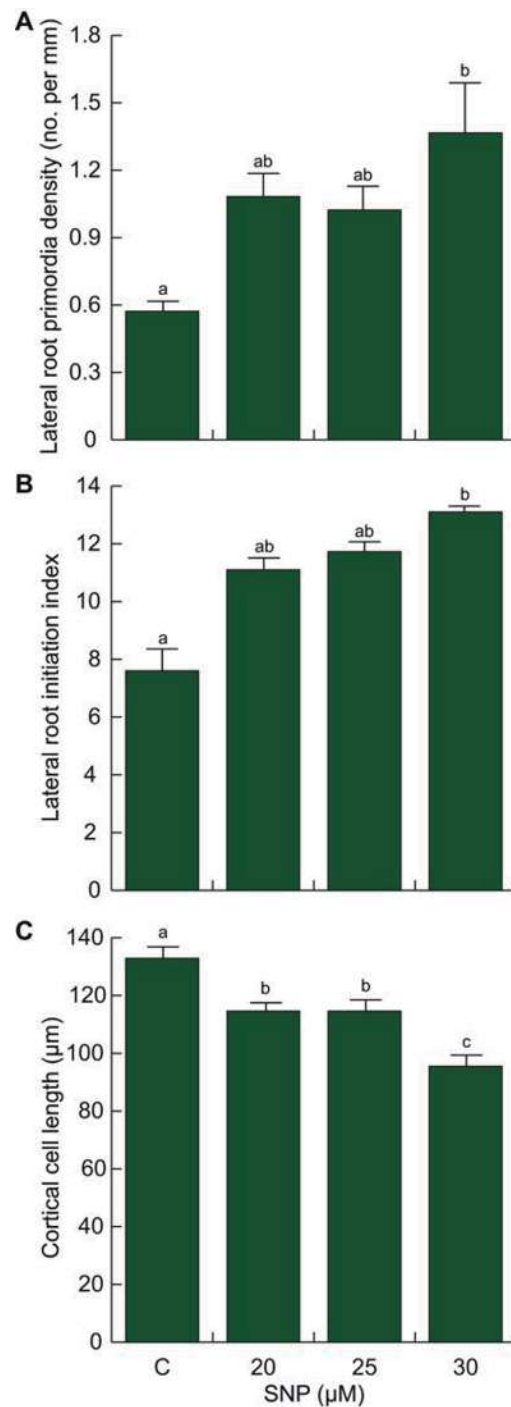 A
Lateral root primordia density (no. per mm)
1.8
1.5
1.2
0.9
0.6
0.3
0
a
ab
ab
b
B
Lateral root initiation index
14
12
10
8
6
4
2
0
a
ab
ab
b
C
Cortical cell length (µm)
140
120
100
80
60
40
20
0
a
b
b
c
C 20 25 30
SNP (µM)